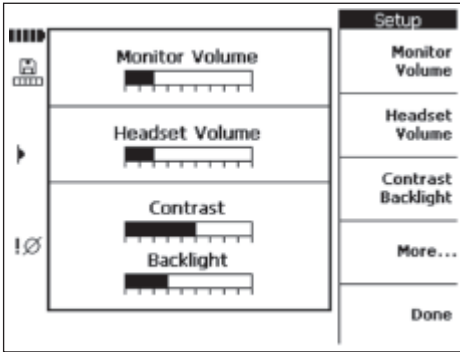 Setup
Monitor Volume
Headset Volume
Contrast
Backlight
!Ø
Monitor
Volume
Headset
Volume
Contrast
Backlight
More...
Done